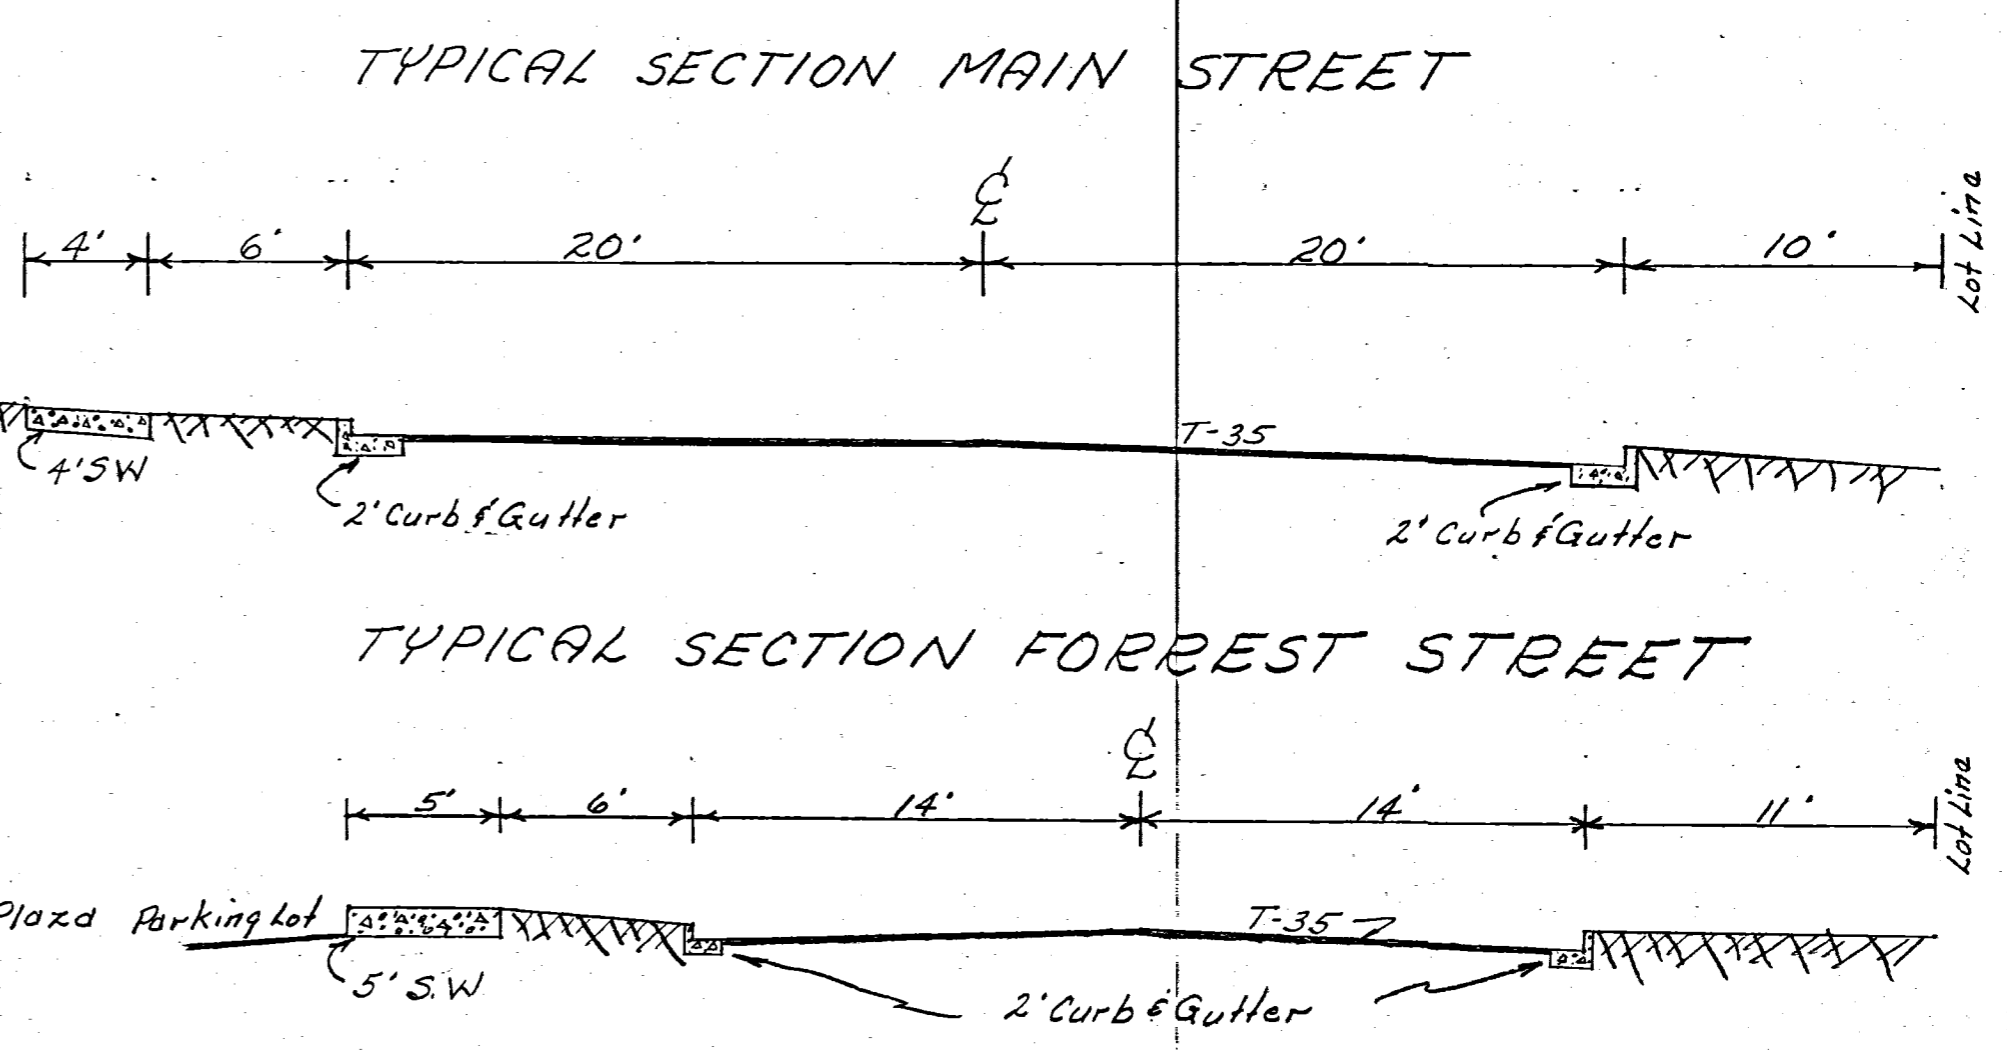 TYPICAL SECTION MAIN STREET
℄
4' 6' 20' 20' 10' Lot Line
T-35
4' SW
2' Curb & Gutter 2' Curb & Gutter
TYPICAL SECTION FORREST STREET
℄
5' 6' 14' 14' 11' Lot Line
Plaza Parking Lot T-35
5' S.W
2' Curb & Gutter